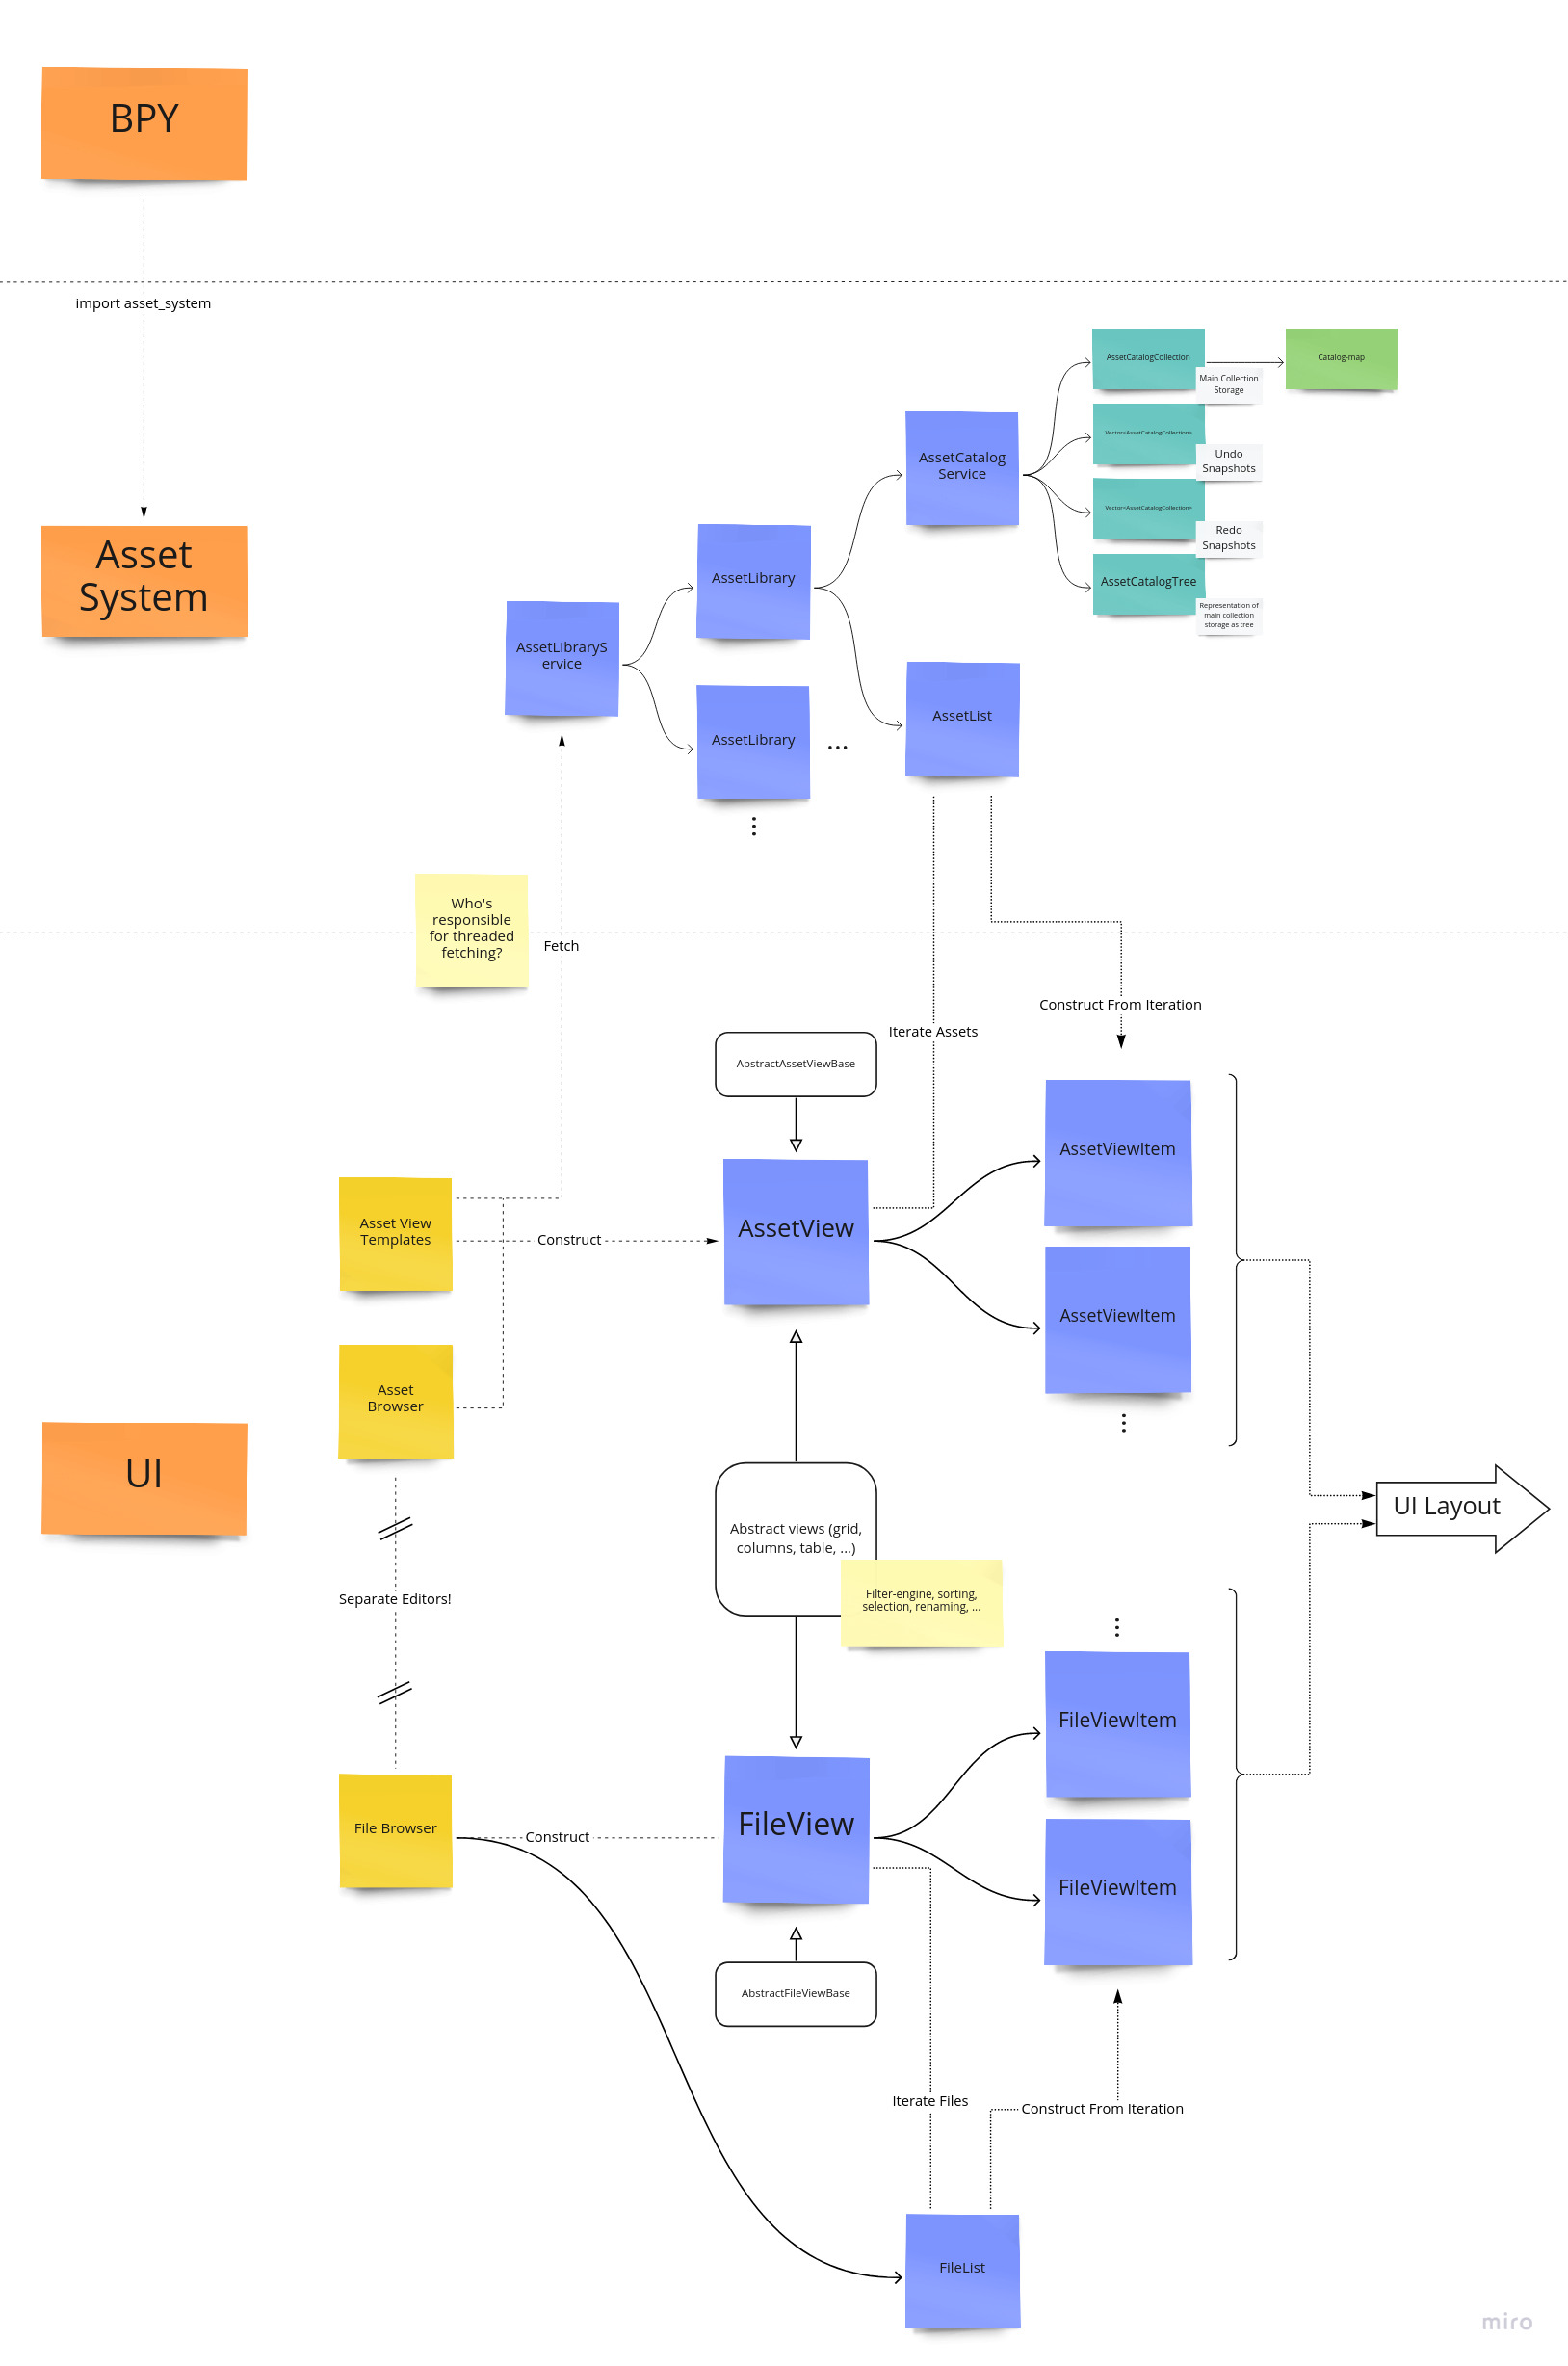 BPY
import asset_system
AssetCatalogCollection
Catalog-map
Main Collection
Storage
Vector<AssetCatalogCollection>
Undo
Snapshots
AssetCatalog
Service
Vector<AssetCatalogCollection>
Redo
Snapshots
AssetCatalogTree
Representation of
main collection
storage as tree
Asset
System
AssetLibrary
AssetLibraryS
ervice
AssetLibrary
...
AssetList
Who's
responsible
for threaded
fetching?
Fetch
Construct From Iteration
Iterate Assets
AbstractAssetViewBase
AssetViewItem
Asset View
Templates
Construct
AssetView
AssetViewItem
Asset
Browser
UI
UI Layout
Abstract views (grid,
columns, table, ...)
Filter-engine, sorting,
selection, renaming, ...
Separate Editors!
FileViewItem
File Browser
Construct
FileView
FileViewItem
AbstractFileViewBase
Iterate Files
Construct From Iteration
FileList
miro